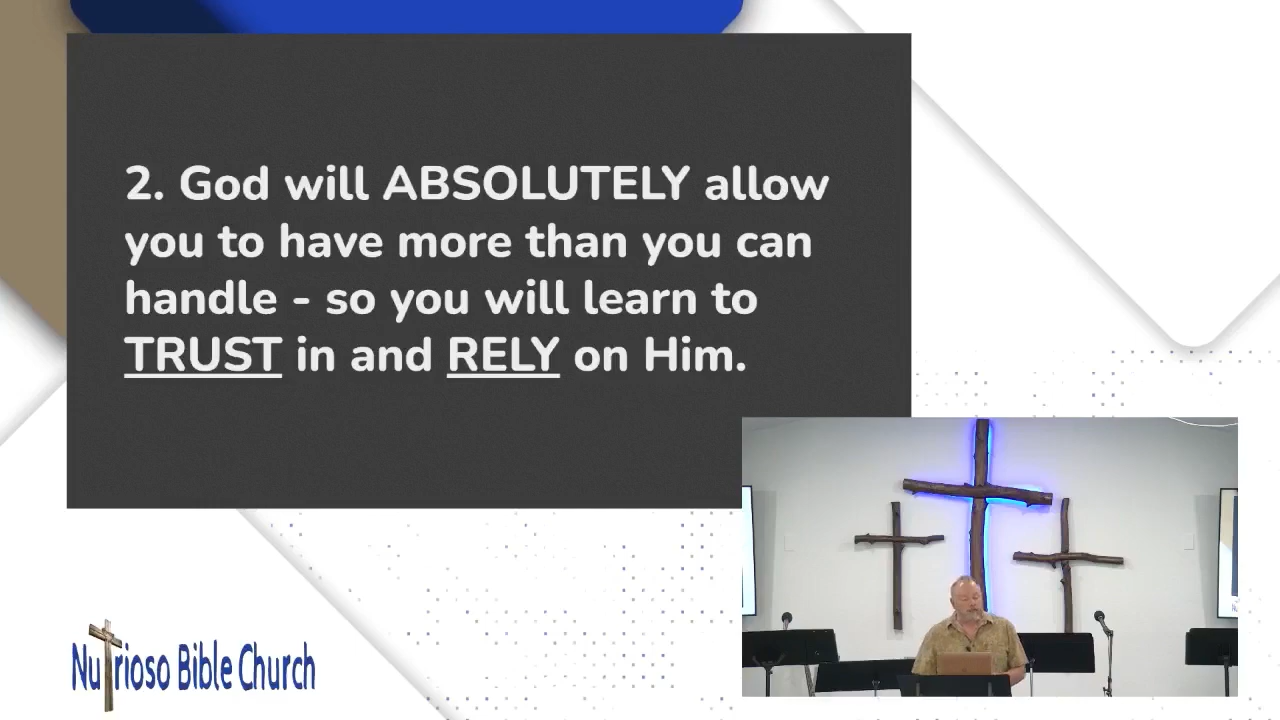 2. God will ABSOLUTELY allow
you to have more than you can
handle - so you will learn to
TRUST in and RELY on Him.
Nutrioso Bible Church